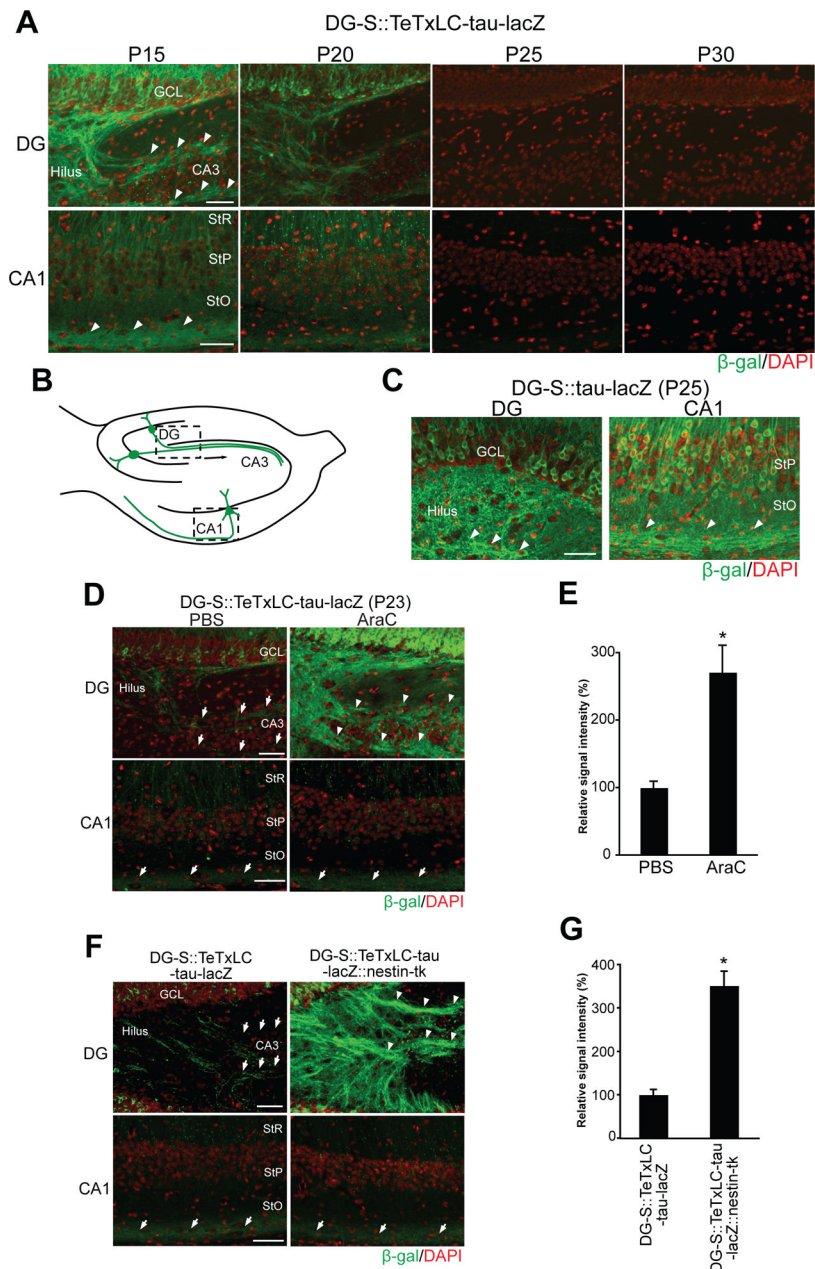 A
DG-S::TeTxLC-tau-lacZ
P15 P20 P25 P30
DG
GCL
Hilus
CA3
CA1
StR
StP
StO
β-gal/DAPI
B
DG
CA3
CA1
C
DG-S::tau-lacZ (P25)
DG CA1
GCL
Hilus
StP
StO
β-gal/DAPI
D
DG-S::TeTxLC-tau-lacZ (P23)
PBS AraC
DG
GCL
Hilus
CA3
CA1
StR
StP
StO
β-gal/DAPI
E
Relative signal intensity (%)
300
200
100
0
*
PBS AraC
F
DG-S::TeTxLC
-tau-lacZ
DG-S::TeTxLC-tau
-lacZ::nestin-tk
DG
GCL
Hilus
CA3
CA1
StR
StP
StO
β-gal/DAPI
G
Relative signal intensity (%)
400
300
200
100
0
*
DG-S::TeTxLC
-tau-lacZ
DG-S::TeTxLC-tau
-lacZ::nestin-tk